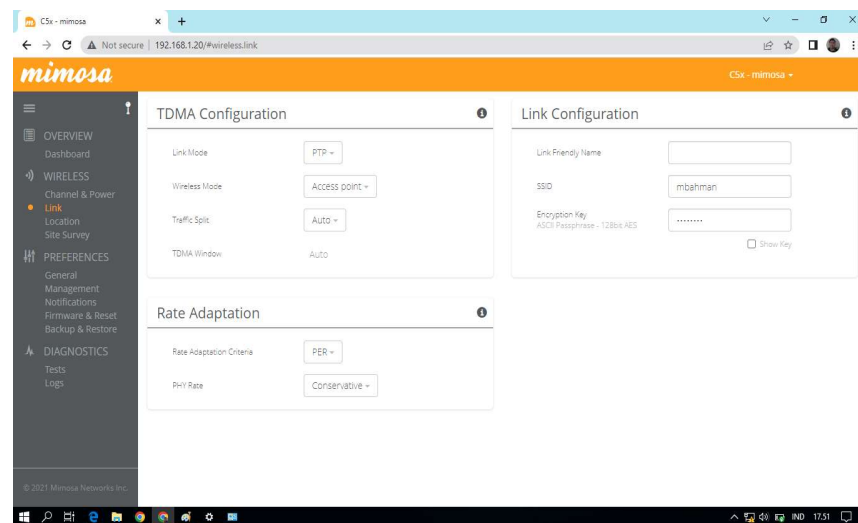 C5x - mimosa
Not secure | 192.168.1.20/#wireless.link
mimosa
C5x - mimosa
OVERVIEW
Dashboard
WIRELESS
Channel & Power
Link
Location
Site Survey
PREFERENCES
General
Management
Notifications
Firmware & Reset
Backup & Restore
DIAGNOSTICS
Tests
Logs
© 2021 Mimosa Networks Inc.
TDMA Configuration
Link Mode PTP
Wireless Mode Access point
Traffic Split Auto
TDMA Window Auto
Rate Adaptation
Rate Adaptation Criteria PER
PHY Rate Conservative
Link Configuration
Link Friendly Name
SSID mbahman
Encryption Key ........
ASCII Passphrase - 128bit AES
Show Key
IND 17.51